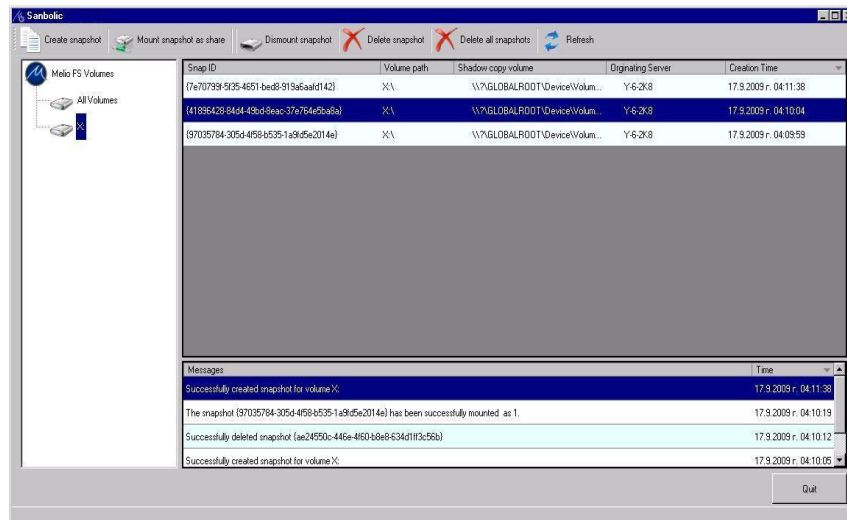 Sanbolic
Create snapshot Mount snapshot as share Dismount snapshot Delete snapshot Delete all snapshots Refresh
Melio FS Volumes
All Volumes
X:
Snap ID Volume path Shadow copy volume Orginating Server Creation Time
{7e70799f-5f35-4651-bed8-919a6aafd142} X:\ \\?\GLOBALROOT\Device\Volum... Y-6-2K8 17.9.2009 г. 04:11:38
{41896428-84d4-49bd-8eac-37e764e5ba8a} X:\ \\?\GLOBALROOT\Device\Volum... Y-6-2K8 17.9.2009 г. 04:10:04
{97035784-305d-4f58-b535-1a9fd5e2014e} X:\ \\?\GLOBALROOT\Device\Volum... Y-6-2K8 17.9.2009 г. 04:09:59
Messages Time
Successfully created snapshot for volume X: 17.9.2009 г. 04:11:38
The snapshot {97035784-305d-4f58-b535-1a9fd5e2014e} has been successfully mounted as 1. 17.9.2009 г. 04:10:19
Successfully deleted snapshot {ae24550c-446e-4f60-b8e8-634d1ff3c56b} 17.9.2009 г. 04:10:12
Successfully created snapshot for volume X: 17.9.2009 г. 04:10:05
Quit